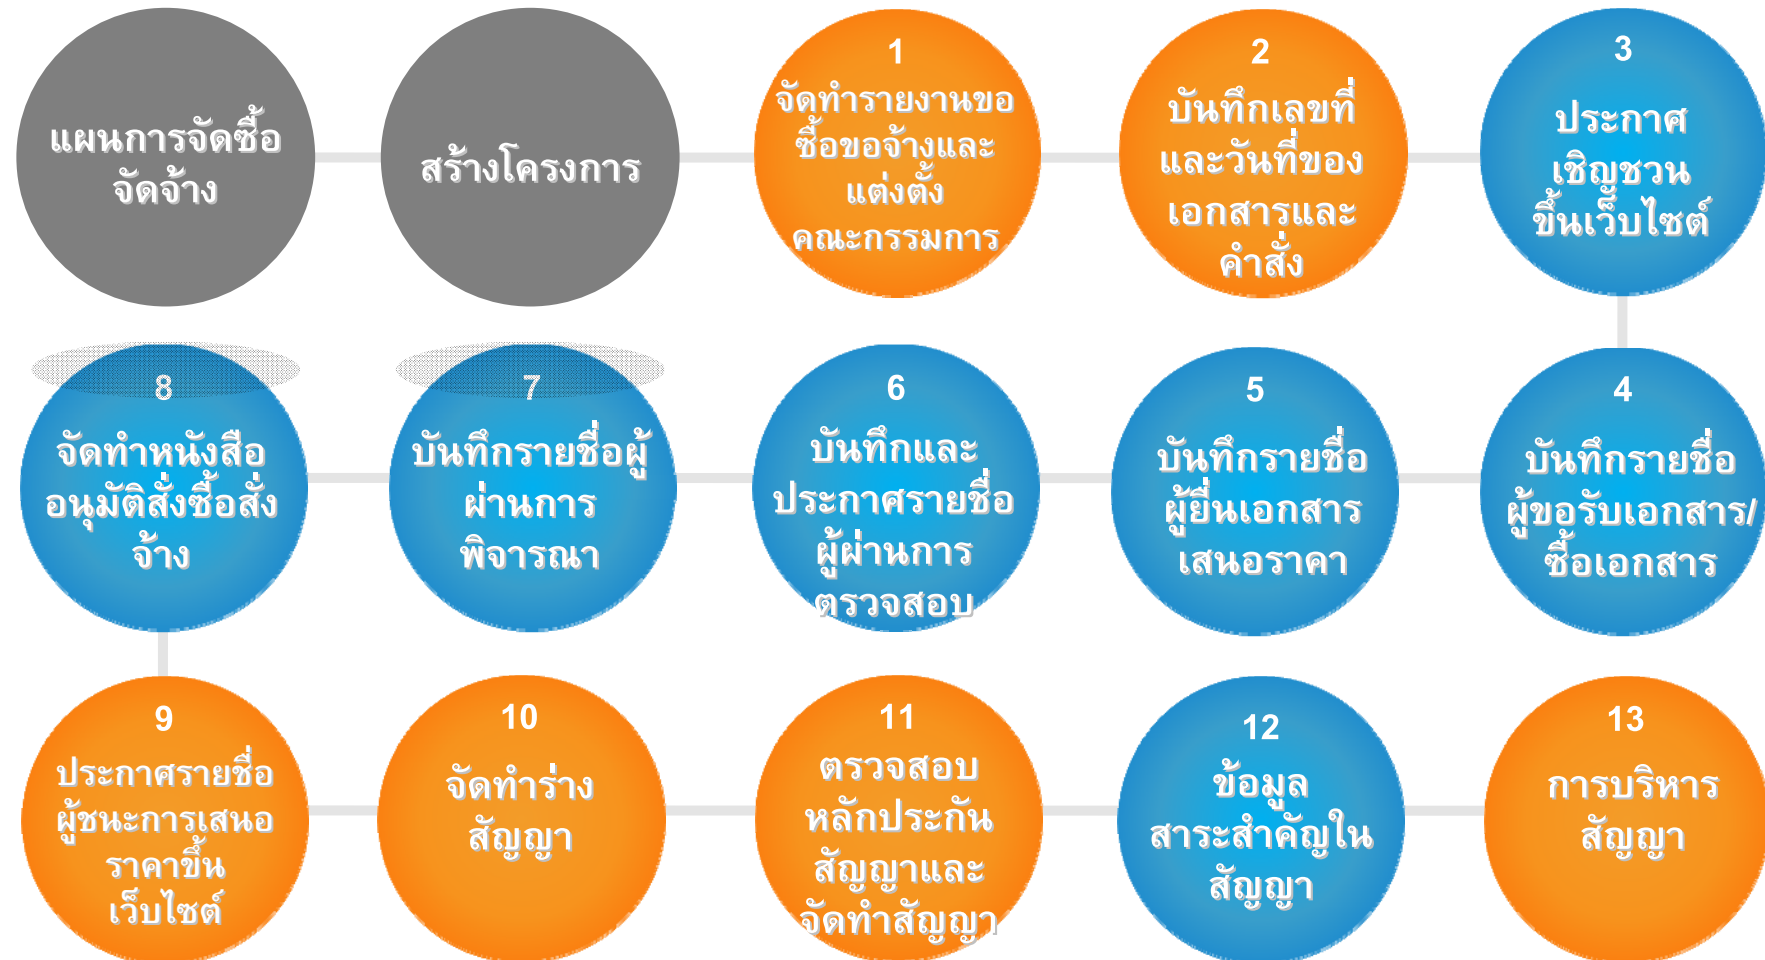 แผนการจัดซื้อ
จัดจ้าง
สร้างโครงการ
1
จัดทำรายงานขอ
ซื้อขอจ้างและ
แต่งตั้ง
คณะกรรมการ
2
บันทึกเลขที่
และวันที่ของ
เอกสารและ
คำสั่ง
3
ประกาศ
เชิญชวน
ขึ้นเว็บไซต์
4
บันทึกรายชื่อ
ผู้ขอรับเอกสาร/
ซื้อเอกสาร
5
บันทึกรายชื่อ
ผู้ยื่นเอกสาร
เสนอราคา
6
บันทึกและ
ประกาศรายชื่อ
ผู้ผ่านการ
ตรวจสอบ
7
บันทึกรายชื่อผู้
ผ่านการ
พิจารณา
8
จัดทำหนังสือ
อนุมัติสั่งซื้อสั่ง
จ้าง
9
ประกาศรายชื่อ
ผู้ชนะการเสนอ
ราคาขึ้น
เว็บไซต์
10
จัดทำร่าง
สัญญา
11
ตรวจสอบ
หลักประกัน
สัญญาและ
จัดทำสัญญา
12
ข้อมูล
สาระสำคัญใน
สัญญา
13
การบริหาร
สัญญา